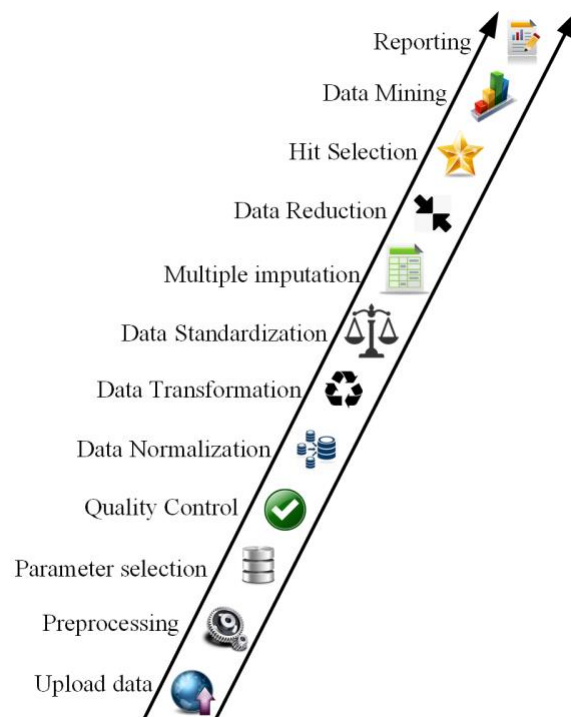 Reporting
Data Mining
Hit Selection
Data Reduction
Multiple imputation
Data Standardization
Data Transformation
Data Normalization
Quality Control
Parameter selection
Preprocessing
Upload data